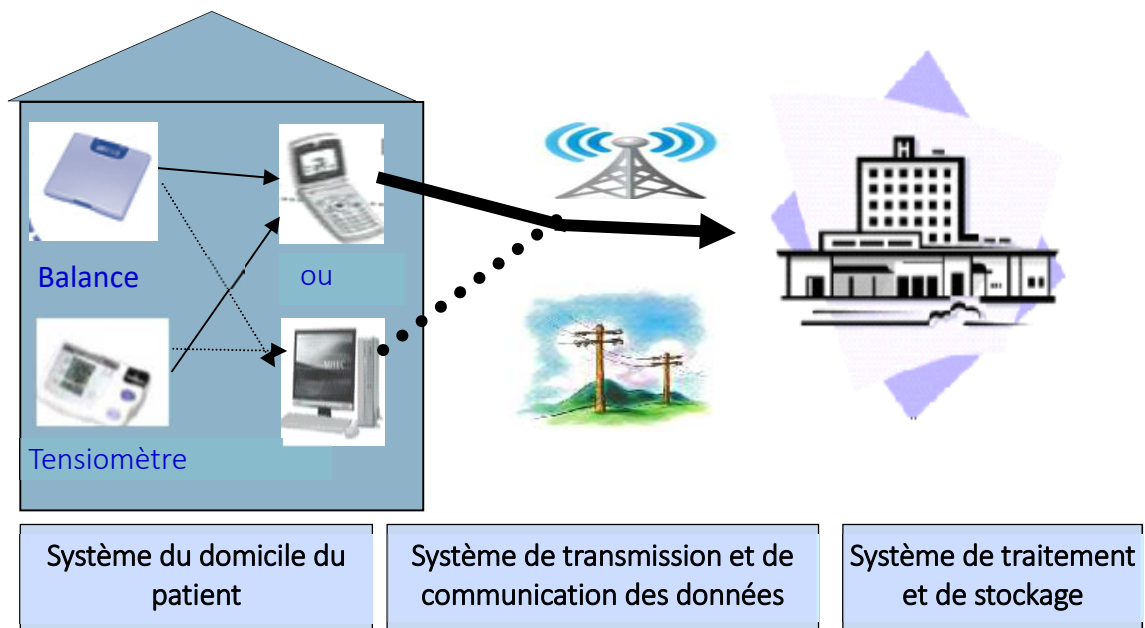 H
Balance
ou
Tensiomètre
Système du domicile du
patient
Système de transmission et de
communication des données
Système de traitement
et de stockage